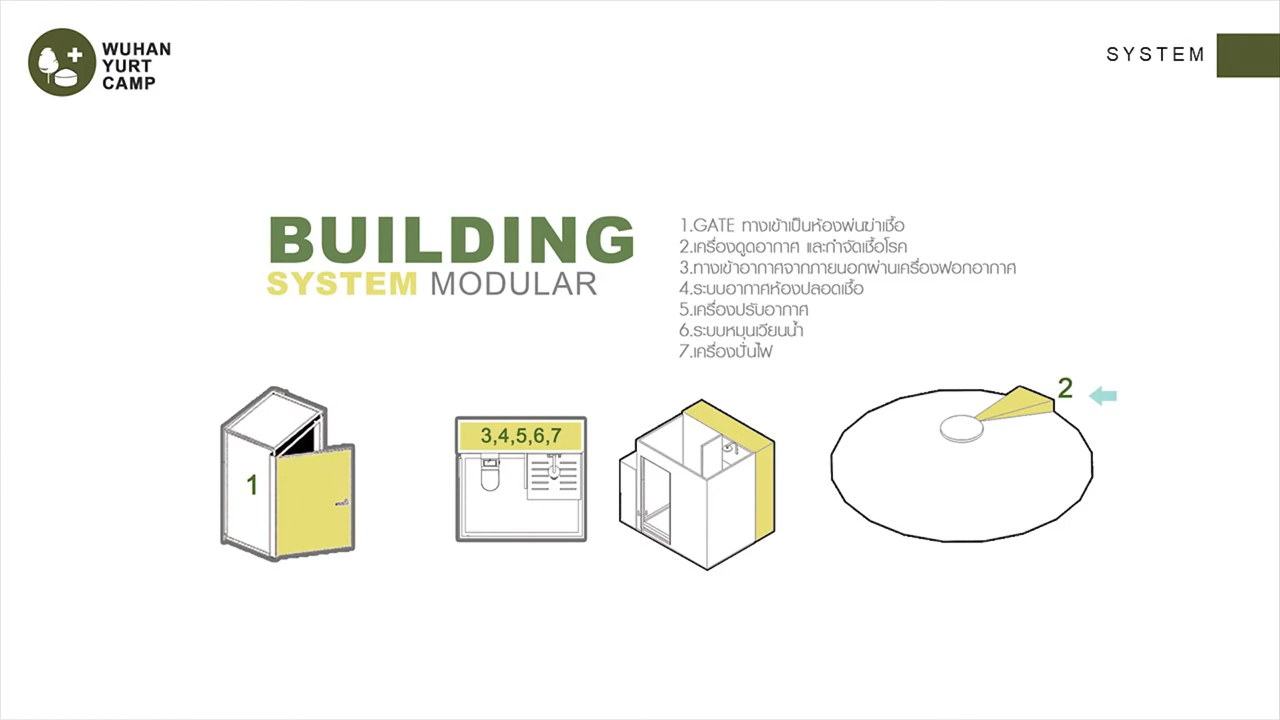 WUHAN
YURT
CAMP
SYSTEM
BUILDING
SYSTEM MODULAR
1.GATE ทางเข้าเป็นห้องพ่นฆ่าเชื้อ
2.เครื่องดูดอากาศ และกำจัดเชื้อโรค
3.ทางเข้าอากาศจากภายนอกผ่านเครื่องฟอกอากาศ
4.ระบบอากาศห้องปลอดเชื้อ
5.เครื่องปรับอากาศ
6.ระบบหมุนเวียนน้ำ
7.เครื่องปั่นไฟ
1
3,4,5,6,7
2